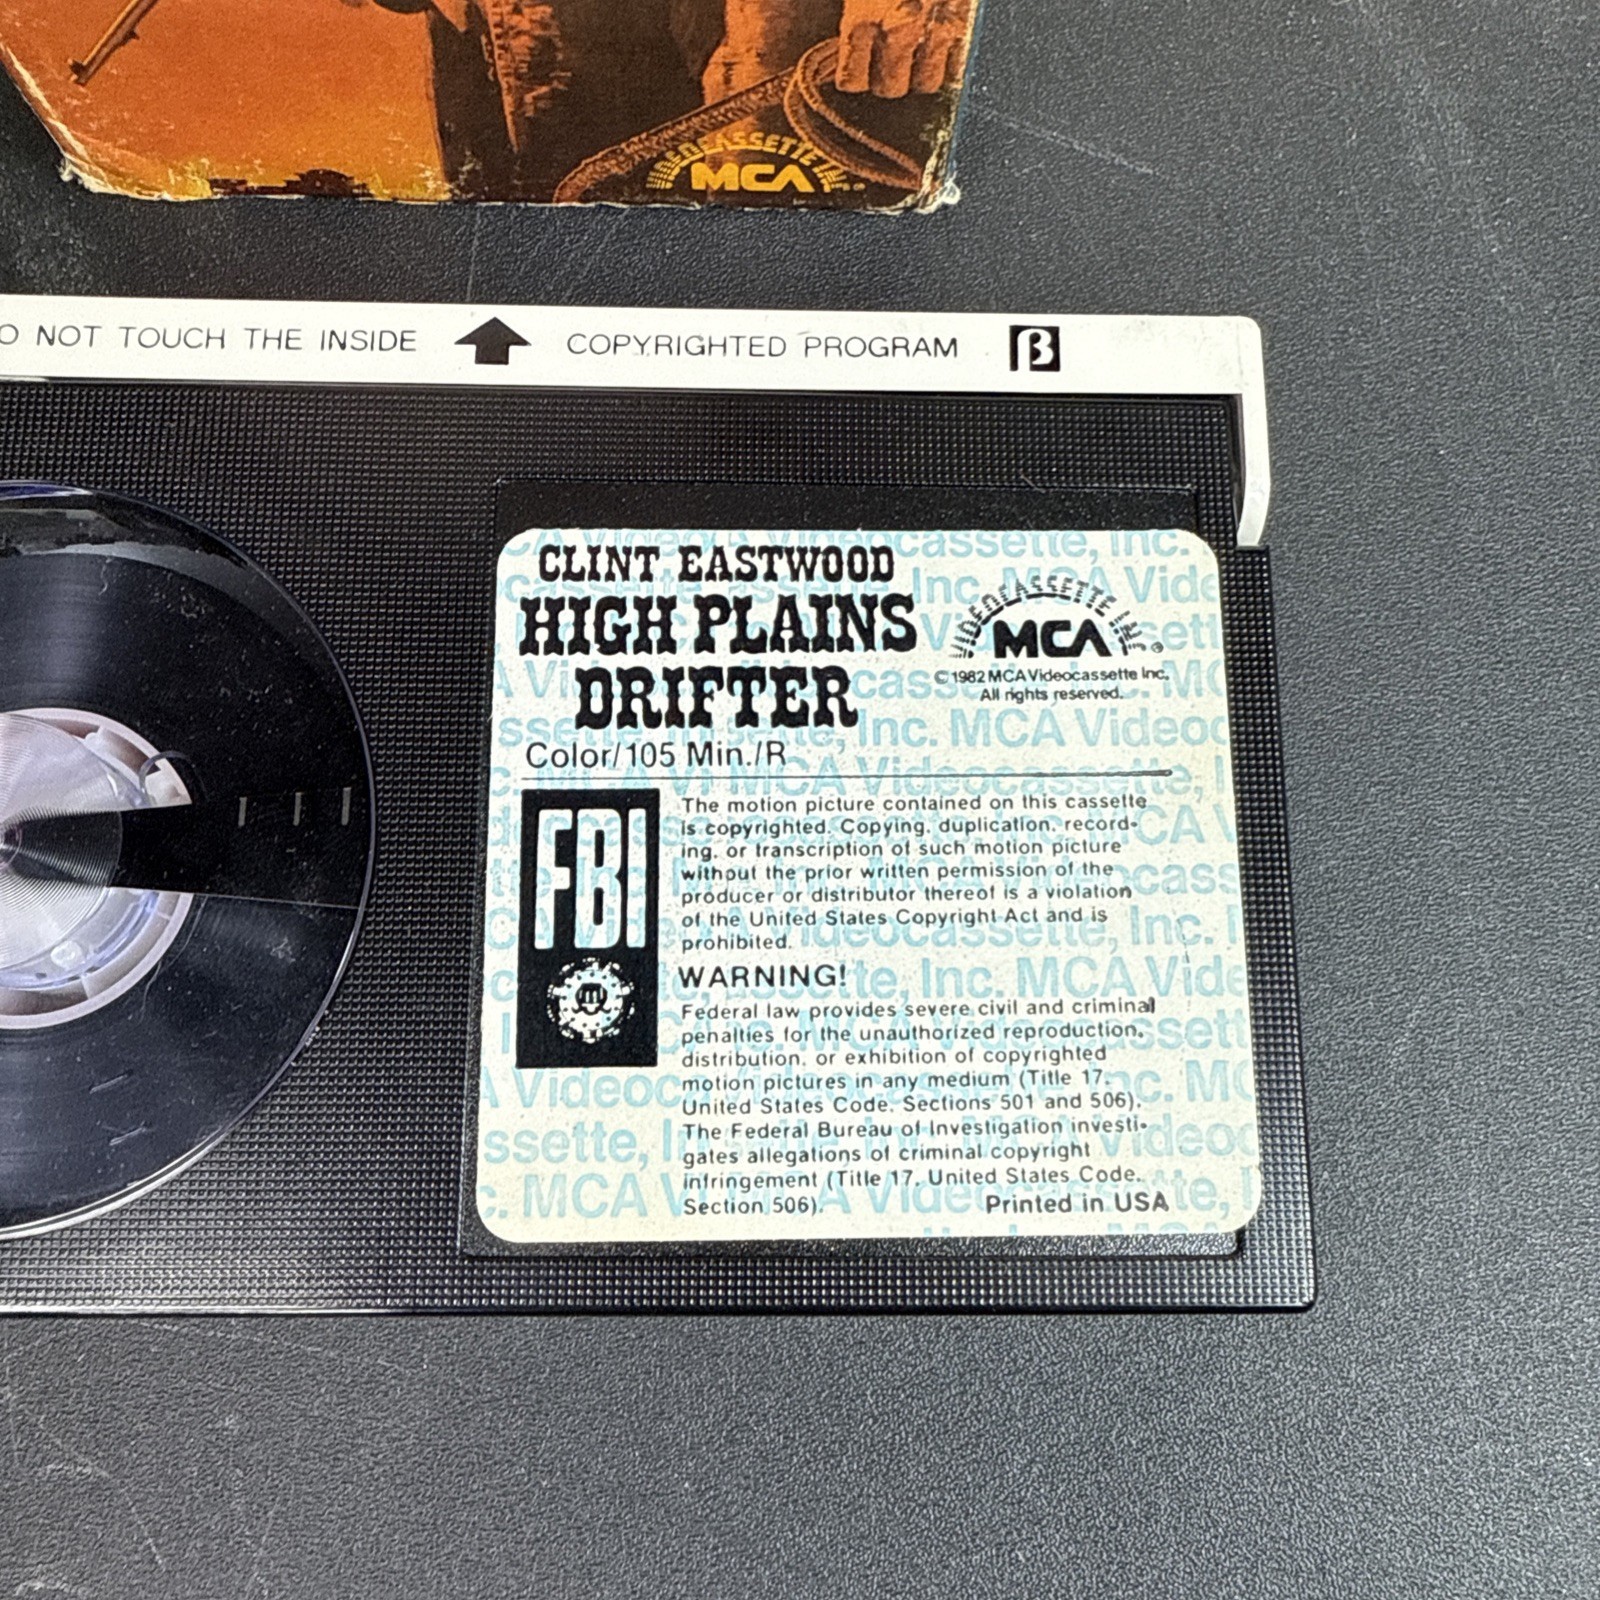 VIDEOCASSETTE INC.
MCA
O NOT TOUCH THE INSIDE
COPYRIGHTED PROGRAM
β
CLINT EASTWOOD
HIGH PLAINS
DRIFTER
Color/105 Min./R
VIDEOCASSETTE INC.
MCA
© 1982 MCA Videocassette Inc.
All rights reserved.
FBI
The motion picture contained on this cassette
is copyrighted. Copying, duplication, record-
ing, or transcription of such motion picture
without the prior written permission of the
producer or distributor thereof is a violation
of the United States Copyright Act and is
prohibited.
WARNING!
Federal law provides severe civil and criminal
penalties for the unauthorized reproduction,
distribution, or exhibition of copyrighted
motion pictures in any medium (Title 17,
United States Code, Sections 501 and 506).
The Federal Bureau of Investigation investi-
gates allegations of criminal copyright
infringement (Title 17, United States Code,
Section 506).
Printed in USA